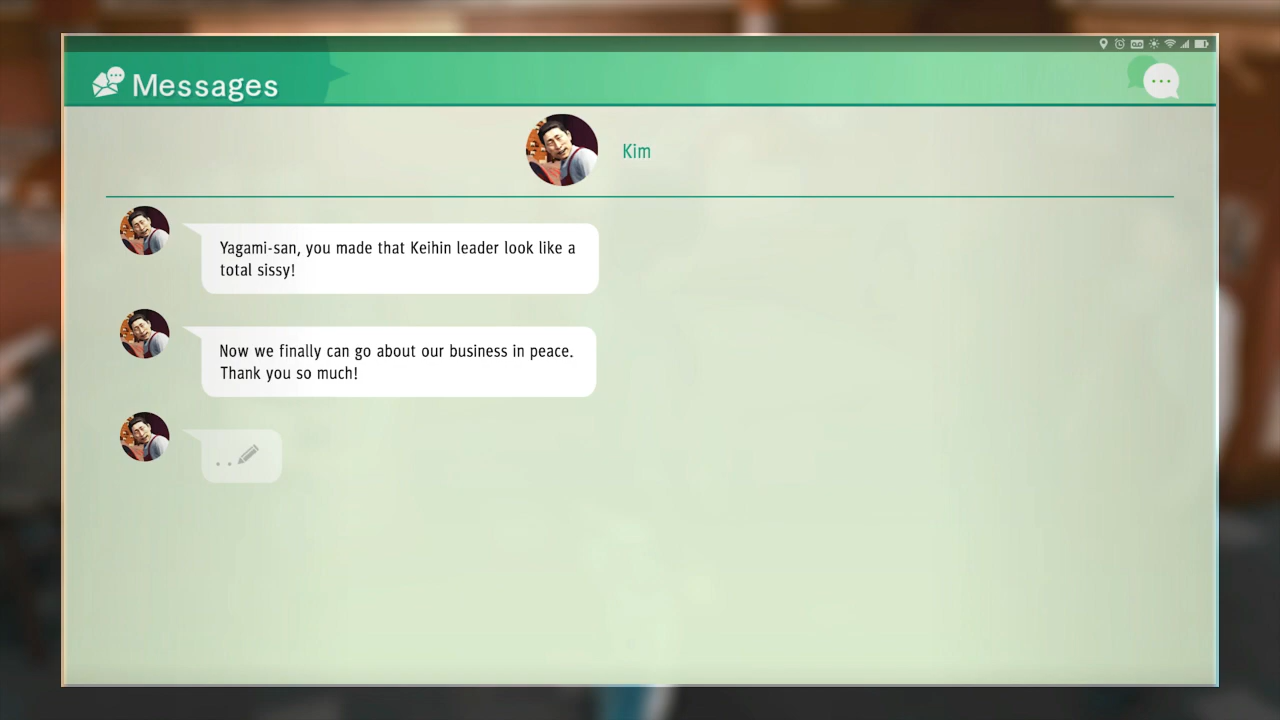 Messages
Kim
Yagami-san, you made that Keihin leader look like a
total sissy!
Now we finally can go about our business in peace.
Thank you so much!